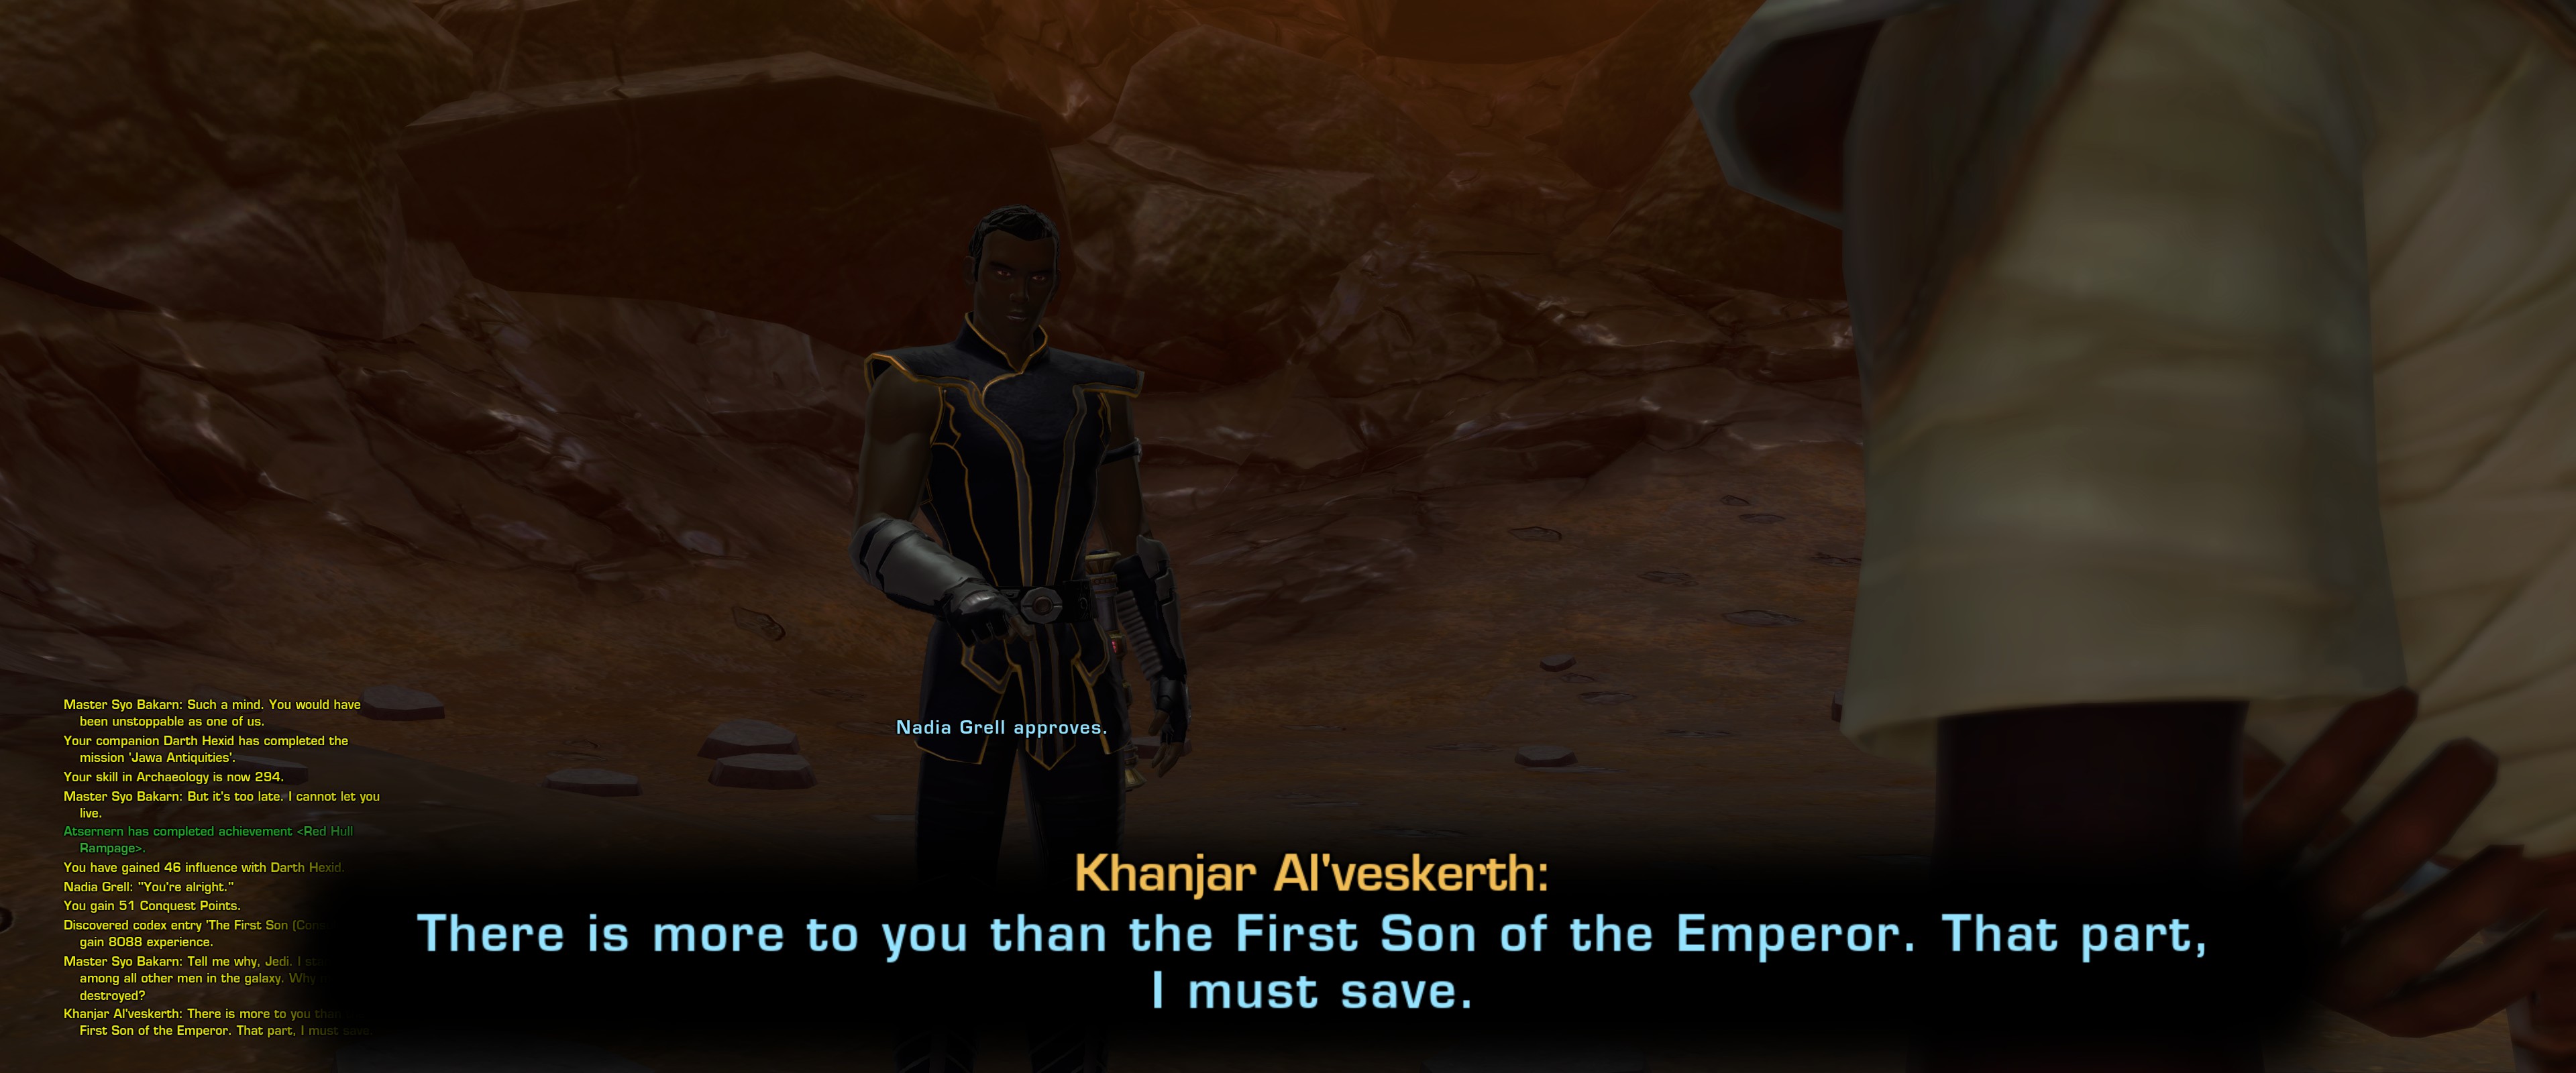 Master Syo Bakarn: Such a mind. You would have
been unstoppable as one of us.
Your companion Darth Hexid has completed the
mission 'Jawa Antiquities'.
Your skill in Archaeology is now 294.
Master Syo Bakarn: But it's too late. I cannot let you
live.
Atsernern has completed achievement <Red Hull
Rampage>.
You have gained 46 influence with Darth Hexid.
Nadia Grell: "You're alright."
You gain 51 Conquest Points.
Discovered codex entry 'The First Son (Cons
gain 8088 experience.
Master Syo Bakarn: Tell me why, Jedi. I
among all other men in the galaxy. Why
destroyed?
Khanjar Al'veskerth: There is more to you than
First Son of the Emperor. That part, I must save.
Nadia Grell approves.
Khanjar Al'veskerth:
There is more to you than the First Son of the Emperor. That part,
I must save.